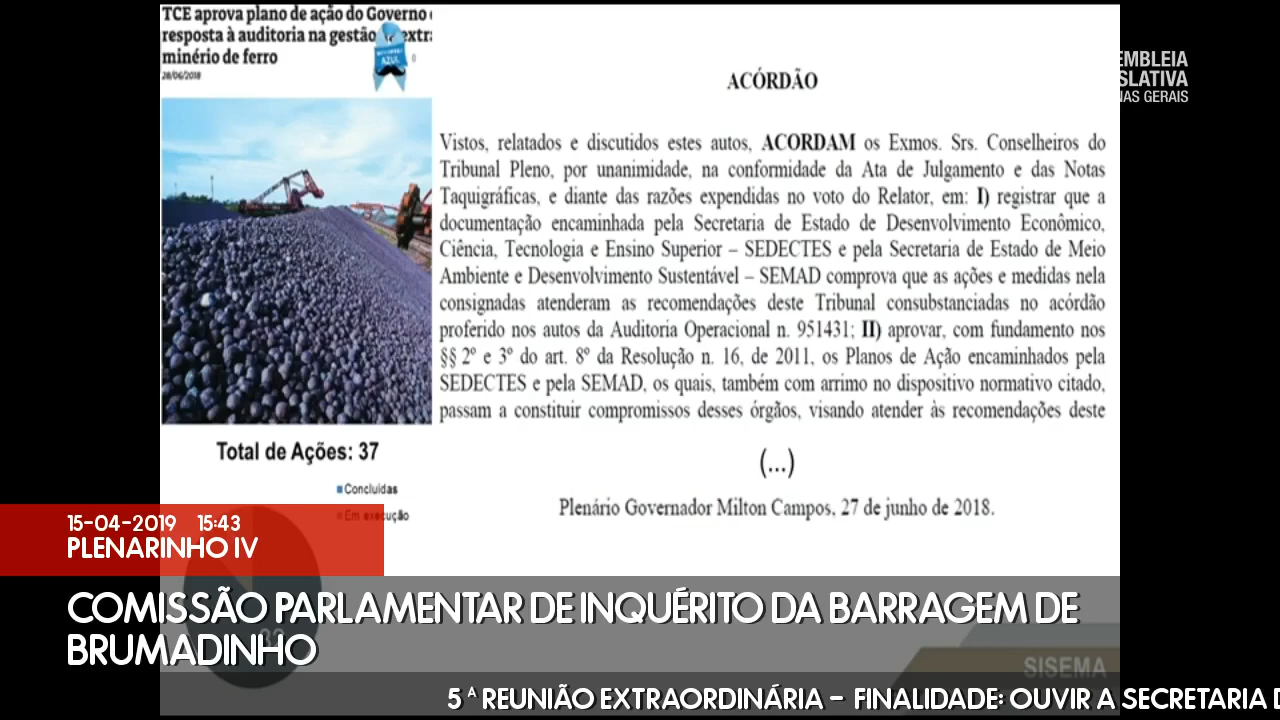 TCE aprova plano de ação do Governo
resposta à auditoria na gestão
minério de ferro
28/06/2018
AZUL
EMBLEIA
SLATIVA
NAS GERAIS
ACÓRDÃO
Vistos, relatados e discutidos estes autos, ACORDAM os Exmos. Srs. Conselheiros do
Tribunal Pleno, por unanimidade, na conformidade da Ata de Julgamento e das Notas
Taquigráficas, e diante das razões expendidas no voto do Relator, em: I) registrar que a
documentação encaminhada pela Secretaria de Estado de Desenvolvimento Econômico,
Ciência, Tecnologia e Ensino Superior – SEDECTES e pela Secretaria de Estado de Meio
Ambiente e Desenvolvimento Sustentável – SEMAD comprova que as ações e medidas nela
consignadas atenderam as recomendações deste Tribunal consubstanciadas no acórdão
proferido nos autos da Auditoria Operacional n. 951431; II) aprovar, com fundamento nos
§§ 2º e 3º do art. 8º da Resolução n. 16, de 2011, os Planos de Ação encaminhados pela
SEDECTES e pela SEMAD, os quais, também com arrimo no dispositivo normativo citado,
passam a constituir compromissos desses órgãos, visando atender às recomendações deste
(...)
Plenário Governador Milton Campos, 27 de junho de 2018.
Total de Ações: 37
Concluídas
Em execução
15-04-2019 15:43
PLENARINHO IV
COMISSÃO PARLAMENTAR DE INQUÉRITO DA BARRAGEM DE
BRUMADINHO
SISEMA
5ª REUNIÃO EXTRAORDINÁRIA - FINALIDADE: OUVIR A SECRETARIA